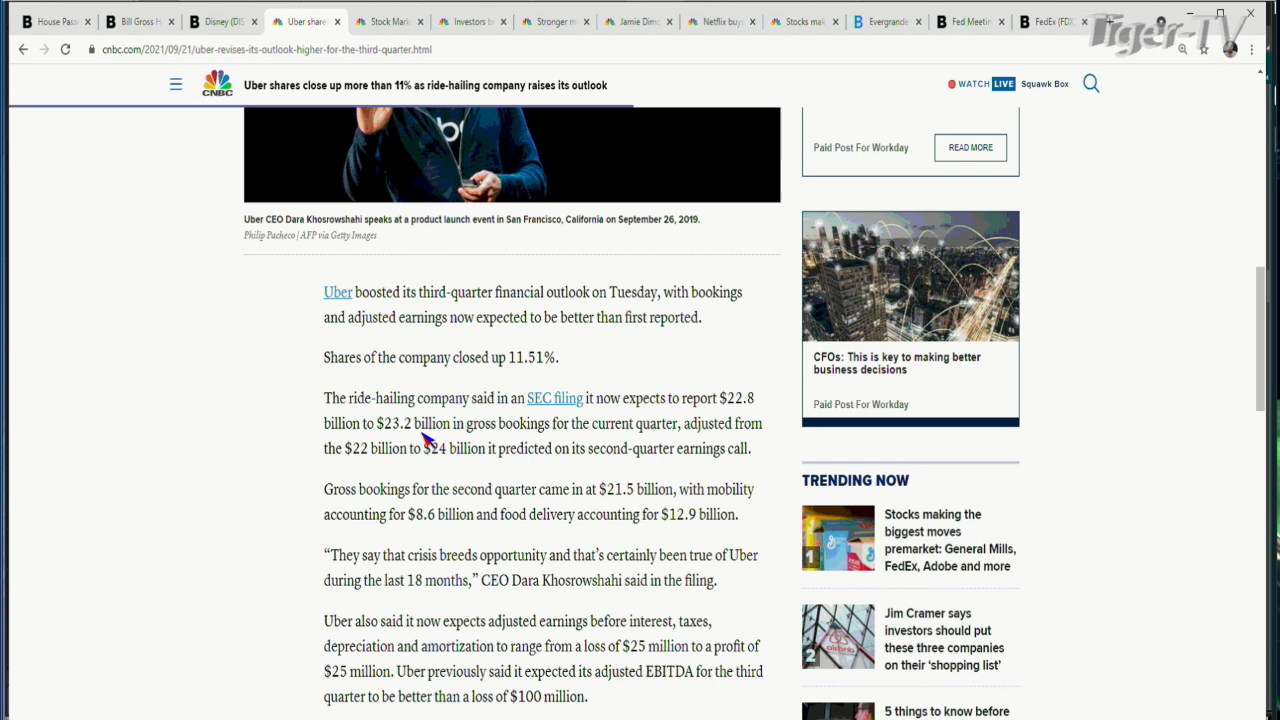 House Pass
Bill Gross H
Disney (DIS
Uber share
Stock Mark
Investors b
Stronger m
Jamie Dimo
Netflix buys
Stocks mak
Evergrande
Fed Meetin
FedEx (FDX
Tiger-TV
cnbc.com/2021/09/21/uber-revises-its-outlook-higher-for-the-third-quarter.html
CNBC
Uber shares close up more than 11% as ride-hailing company raises its outlook
WATCH LIVE Squawk Box
Uber CEO Dara Khosrowshahi speaks at a product launch event in San Francisco, California on September 26, 2019.
Philip Pacheco | AFP via Getty Images
Uber boosted its third-quarter financial outlook on Tuesday, with bookings
and adjusted earnings now expected to be better than first reported.
Shares of the company closed up 11.51%.
The ride-hailing company said in an SEC filing it now expects to report $22.8
billion to $23.2 billion in gross bookings for the current quarter, adjusted from
the $22 billion to $24 billion it predicted on its second-quarter earnings call.
Gross bookings for the second quarter came in at $21.5 billion, with mobility
accounting for $8.6 billion and food delivery accounting for $12.9 billion.
“They say that crisis breeds opportunity and that’s certainly been true of Uber
during the last 18 months,” CEO Dara Khosrowshahi said in the filing.
Uber also said it now expects adjusted earnings before interest, taxes,
depreciation and amortization to range from a loss of $25 million to a profit of
$25 million. Uber previously said it expected its adjusted EBITDA for the third
quarter to be better than a loss of $100 million.
Paid Post For Workday
READ MORE
CFOs: This is key to making better
business decisions
Paid Post For Workday
TRENDING NOW
1
Stocks making the
biggest moves
premarket: General Mills,
FedEx, Adobe and more
2
airbnb
Jim Cramer says
investors should put
these three companies
on their ‘shopping list’
5 things to know before